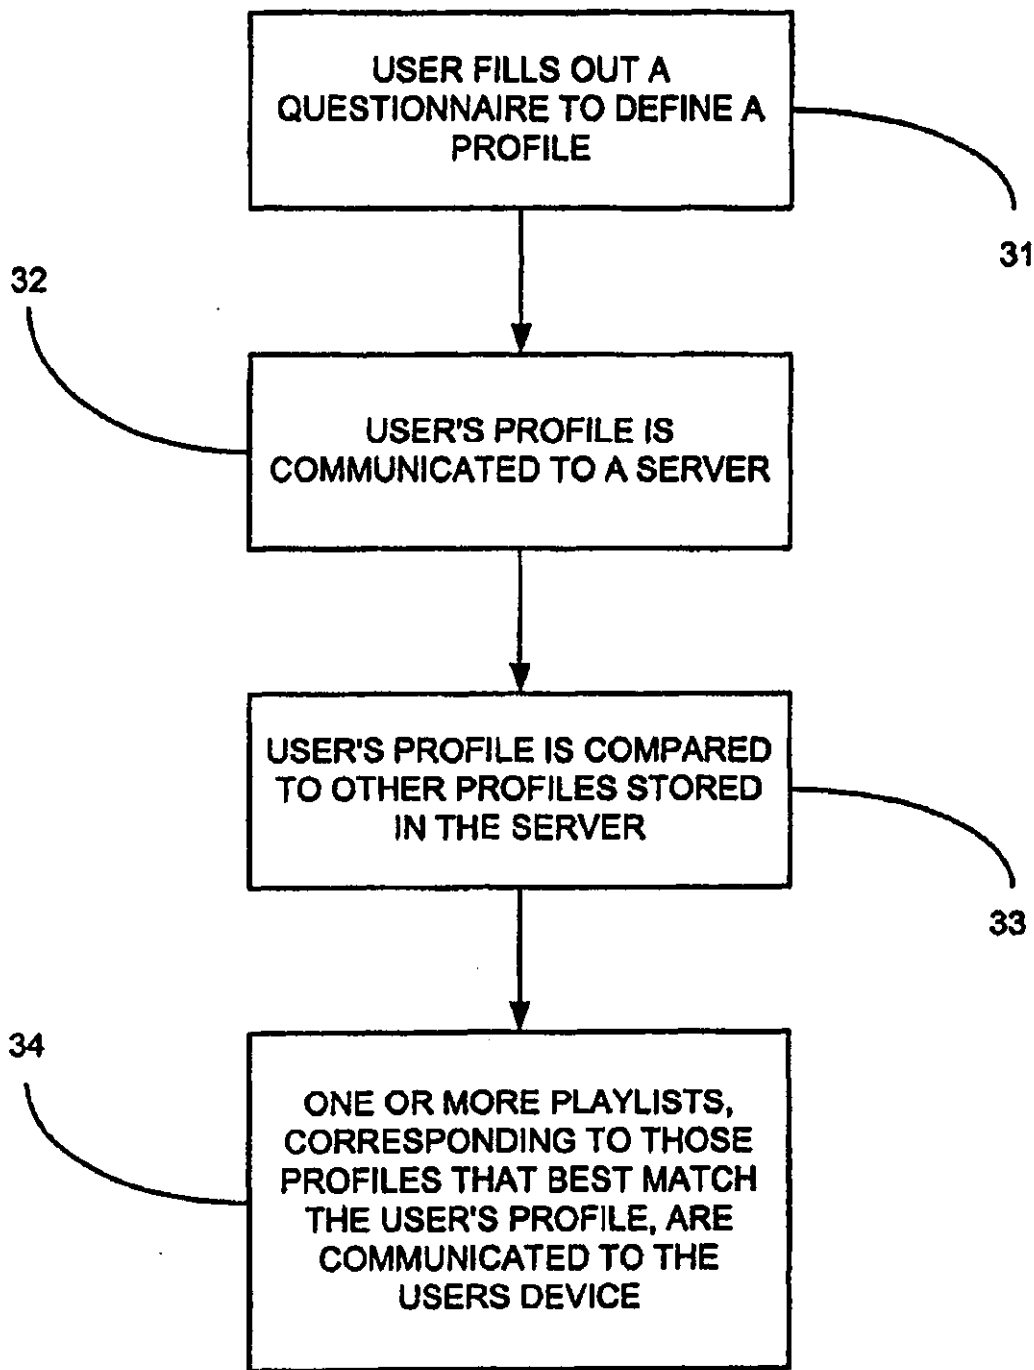 USER FILLS OUT A
QUESTIONNAIRE TO DEFINE A
PROFILE
31
32
USER'S PROFILE IS
COMMUNICATED TO A SERVER
USER'S PROFILE IS COMPARED
TO OTHER PROFILES STORED
IN THE SERVER
33
34
ONE OR MORE PLAYLISTS,
CORRESPONDING TO THOSE
PROFILES THAT BEST MATCH
THE USER'S PROFILE, ARE
COMMUNICATED TO THE
USERS DEVICE